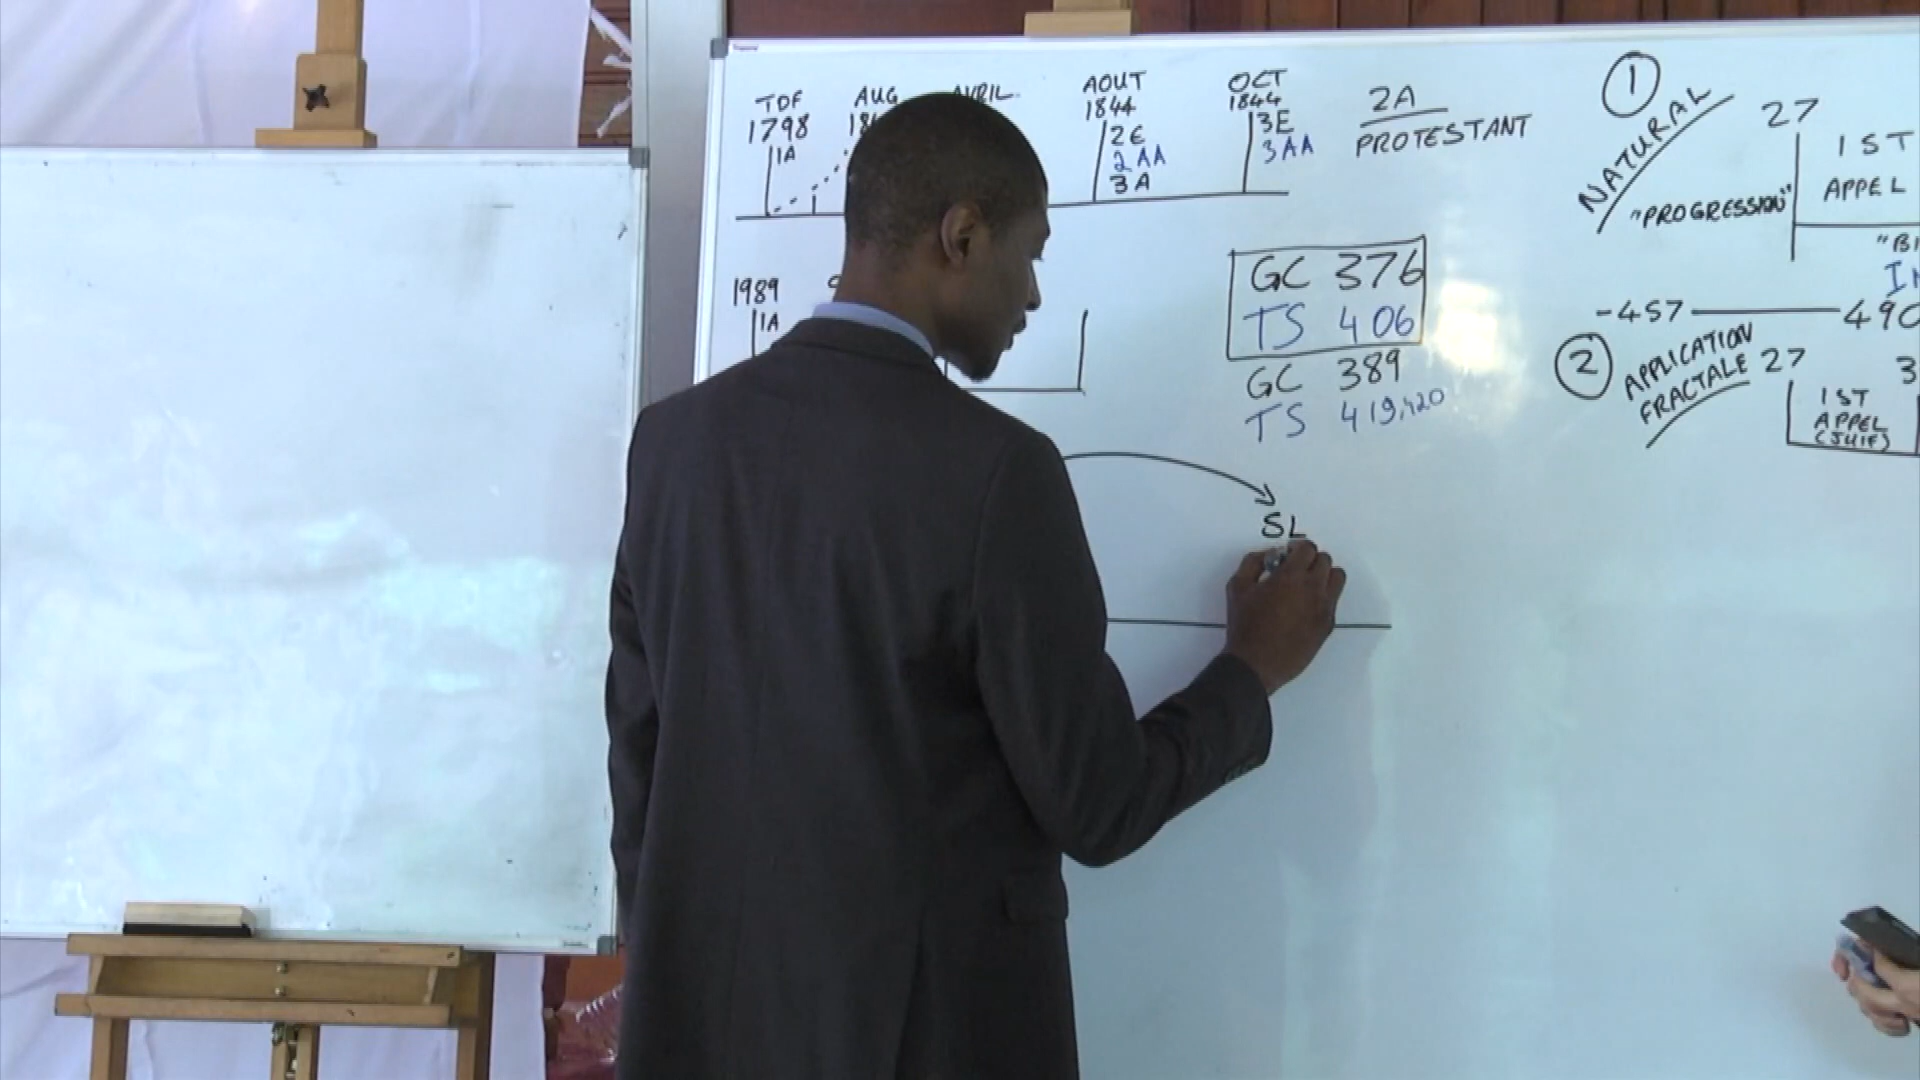 TDF
1798
1A
AUG
AVRIL
AOUT
1844
2E
2AA
3A
OCT
1844
3E
3AA
2A
PROTESTANT
1989
1A
GC 376
TS 406
GC 389
TS 419,420
SL
1
NATURAL
"PROGRESSION"
27
1ST
APPEL
-457
2
APPLICATION
FRACTALE
27
1ST
APPEL
(JUIF)